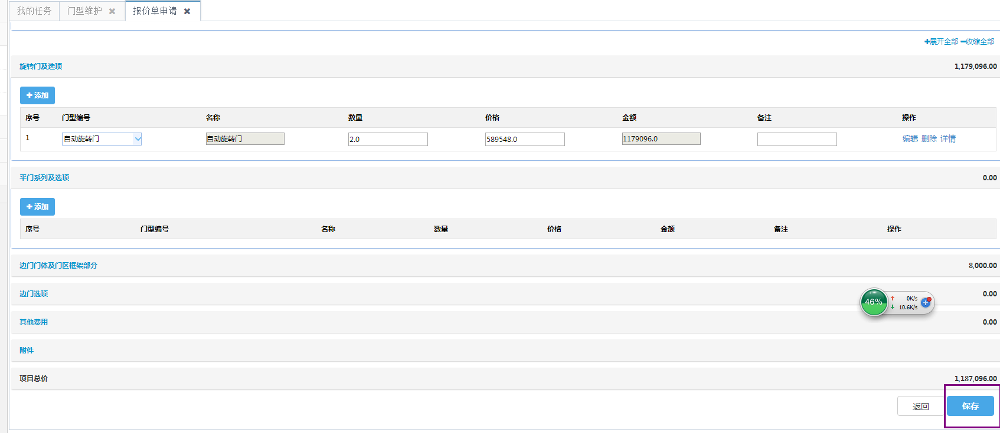 我的任务 门型维护 ✖ 报价单申请 ✖
+展开全部 −收缩全部
旋转门及选项 1,179,096.00
+ 添加
序号 门型编号 名称 数量 价格 金额 备注 操作
1 自动旋转门 自动旋转门 2.0 589548.0 1179096.0 编辑 删除 详情
平门系列及选项 0.00
+ 添加
序号 门型编号 名称 数量 价格 金额 备注 操作
边门门体及门区框架部分 8,000.00
边门选项 0.00
46% ↑ 0K/s
↓ 10.6K/s
其他费用 0.00
附件
项目总价 1,187,096.00
返回 保存